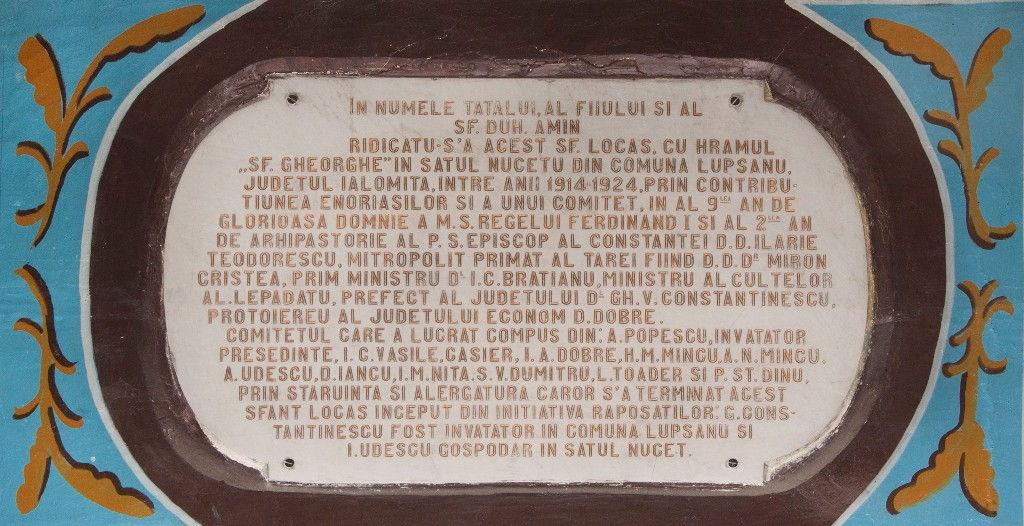 IN NUMELE TATALUI, AL FIIULUI SI AL
SF. DUH. AMIN
RIDICATU-S'A ACEST SF. LOCAS, CU HRAMUL
„SF. GHEORGHE" IN SATUL NUCETU DIN COMUNA LUPSANU,
JUDETUL IALOMITA, INTRE ANII 1914-1924, PRIN CONTRIBU-
TIUNEA ENORIASILOR SI A UNUI COMITET, IN AL 9LEA AN DE
GLORIOASA DOMNIE A M.S. REGELUI FERDINAND I SI AL 2LEA AN
DE ARHIPASTORIE AL P.S. EPISCOP AL CONSTANTEI D.D. ILARIE
TEODORESCU, MITROPOLIT PRIMAT AL TAREI FIIND D.D. DR MIRON
CRISTEA, PRIM MINISTRU DL I.C. BRATIANU, MINISTRU AL CULTELOR
AL. LEPADATU, PREFECT AL JUDETULUI DL GH. V. CONSTANTINESCU,
PROTOIEREU AL JUDETULUI ECONOM D. DOBRE.
COMITETUL CARE A LUCRAT COMPUS DIN: A. POPESCU, INVATATOR
PRESEDINTE, I. C. VASILE, CASIER, I. A. DOBRE, H. M. MINCU, A. N. MINCU,
A. UDESCU, D. IANCU, I. M. NITA. S. V. DUMITRU, L. TOADER SI P. ST. DINU,
PRIN STARUINTA SI ALERGATURA CAROR S'A TERMINAT ACEST
SFANT LOCAS INCEPUT DIN INITIATIVA RAPOSATILOR: G. CONS-
TANTINESCU FOST INVATATOR IN COMUNA LUPSANU SI
I. UDESCU GOSPODAR IN SATUL NUCET.